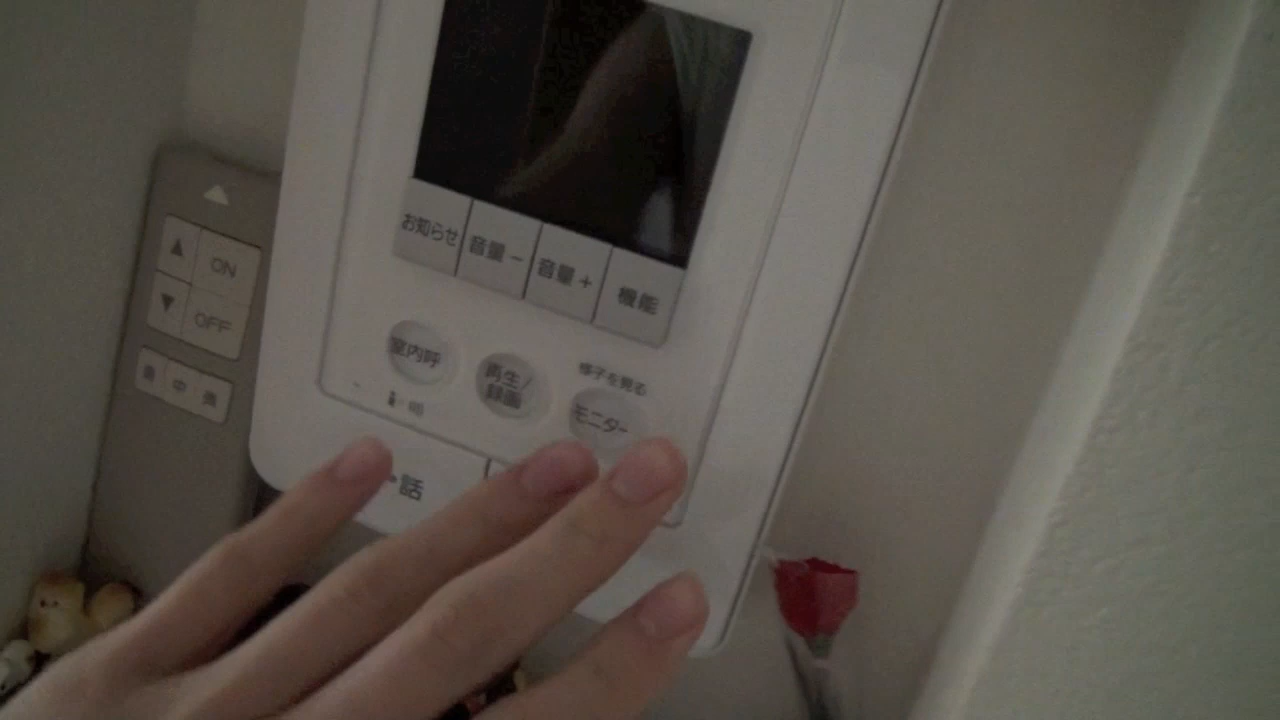 お知らせ
音量 −
音量 +
機能
▲
ON
▼
OFF
室内呼
再生/
録画
様子を見る
モニター
中
話